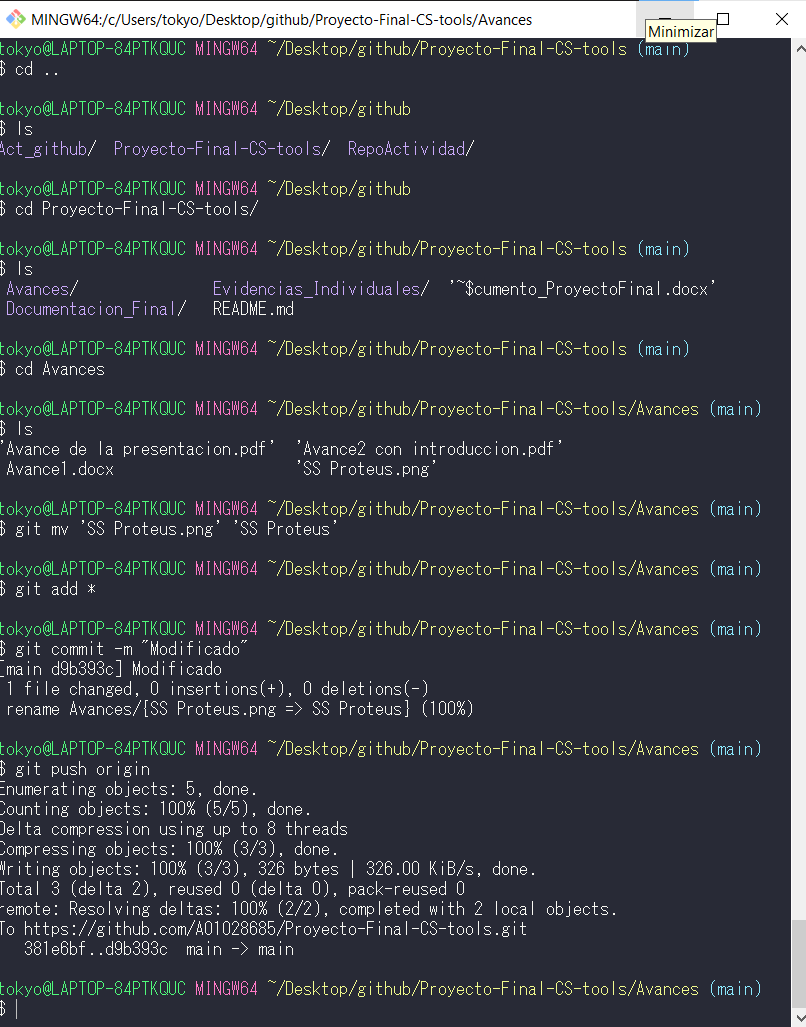 MINGW64:/c/Users/tokyo/Desktop/github/Proyecto-Final-CS-tools/Avances
Minimizar
tokyo@LAPTOP-84PTKQUC MINGW64 ~/Desktop/github/Proyecto-Final-CS-tools (main)
$ cd ..
tokyo@LAPTOP-84PTKQUC MINGW64 ~/Desktop/github
$ ls
Act_github/  Proyecto-Final-CS-tools/  RepoActividad/
tokyo@LAPTOP-84PTKQUC MINGW64 ~/Desktop/github
$ cd Proyecto-Final-CS-tools/
tokyo@LAPTOP-84PTKQUC MINGW64 ~/Desktop/github/Proyecto-Final-CS-tools (main)
$ ls
Avances/  Evidencias_Individuales/  '~$cumento_ProyectoFinal.docx'
Documentacion_Final/  README.md
tokyo@LAPTOP-84PTKQUC MINGW64 ~/Desktop/github/Proyecto-Final-CS-tools (main)
$ cd Avances
tokyo@LAPTOP-84PTKQUC MINGW64 ~/Desktop/github/Proyecto-Final-CS-tools/Avances (main)
$ ls
'Avance de la presentacion.pdf'  'Avance2 con introduccion.pdf'
Avance1.docx  'SS Proteus.png'
tokyo@LAPTOP-84PTKQUC MINGW64 ~/Desktop/github/Proyecto-Final-CS-tools/Avances (main)
$ git mv 'SS Proteus.png' 'SS Proteus'
tokyo@LAPTOP-84PTKQUC MINGW64 ~/Desktop/github/Proyecto-Final-CS-tools/Avances (main)
$ git add *
tokyo@LAPTOP-84PTKQUC MINGW64 ~/Desktop/github/Proyecto-Final-CS-tools/Avances (main)
$ git commit -m "Modificado"
[main d9b393c] Modificado
1 file changed, 0 insertions(+), 0 deletions(-)
rename Avances/{SS Proteus.png => SS Proteus} (100%)
tokyo@LAPTOP-84PTKQUC MINGW64 ~/Desktop/github/Proyecto-Final-CS-tools/Avances (main)
$ git push origin
Enumerating objects: 5, done.
Counting objects: 100% (5/5), done.
Delta compression using up to 8 threads
Compressing objects: 100% (3/3), done.
Writing objects: 100% (3/3), 326 bytes | 326.00 KiB/s, done.
Total 3 (delta 2), reused 0 (delta 0), pack-reused 0
remote: Resolving deltas: 100% (2/2), completed with 2 local objects.
To https://github.com/A01028685/Proyecto-Final-CS-tools.git
381e6bf..d9b393c  main -> main
tokyo@LAPTOP-84PTKQUC MINGW64 ~/Desktop/github/Proyecto-Final-CS-tools/Avances (main)
$